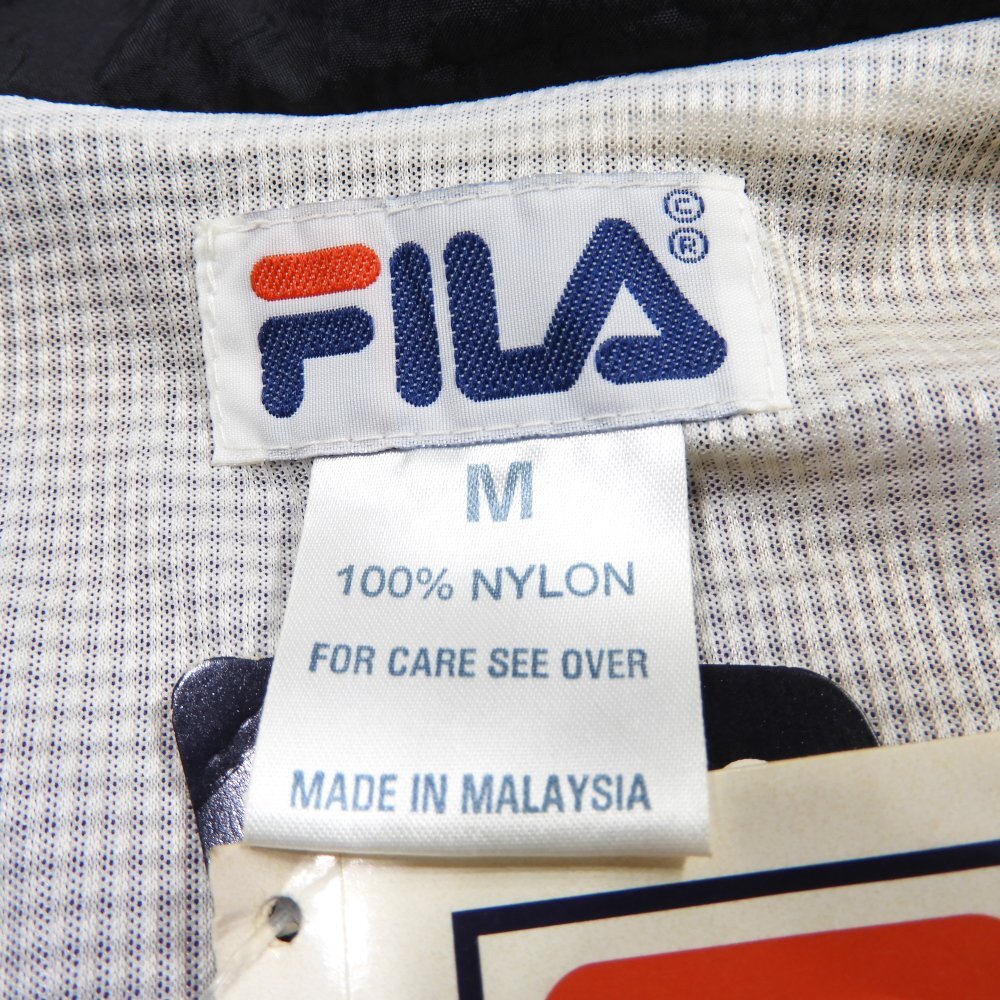 FILA
©
®
M
100% NYLON
FOR CARE SEE OVER
MADE IN MALAYSIA